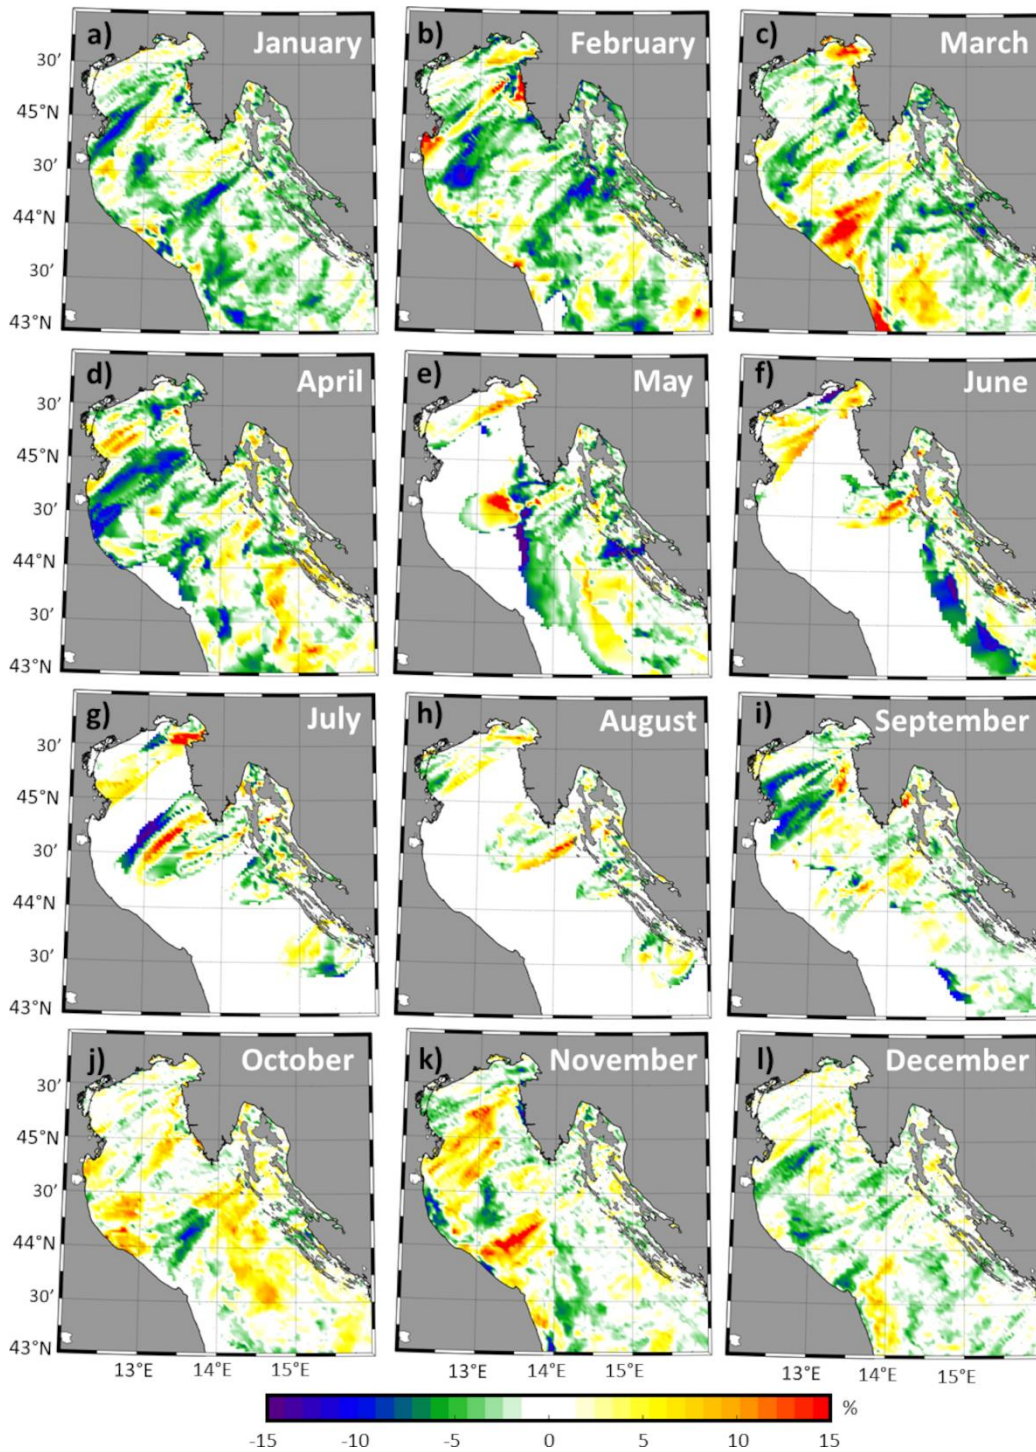 a) January
b) February
c) March
30'
45°N
30'
44°N
30'
43°N
d) April
e) May
f) June
30'
45°N
30'
44°N
30'
43°N
g) July
h) August
i) September
30'
45°N
30'
44°N
30'
43°N
j) October
k) November
l) December
30'
45°N
30'
44°N
30'
43°N
13°E 14°E 15°E 13°E 14°E 15°E 13°E 14°E 15°E
%
-15 -10 -5 0 5 10 15